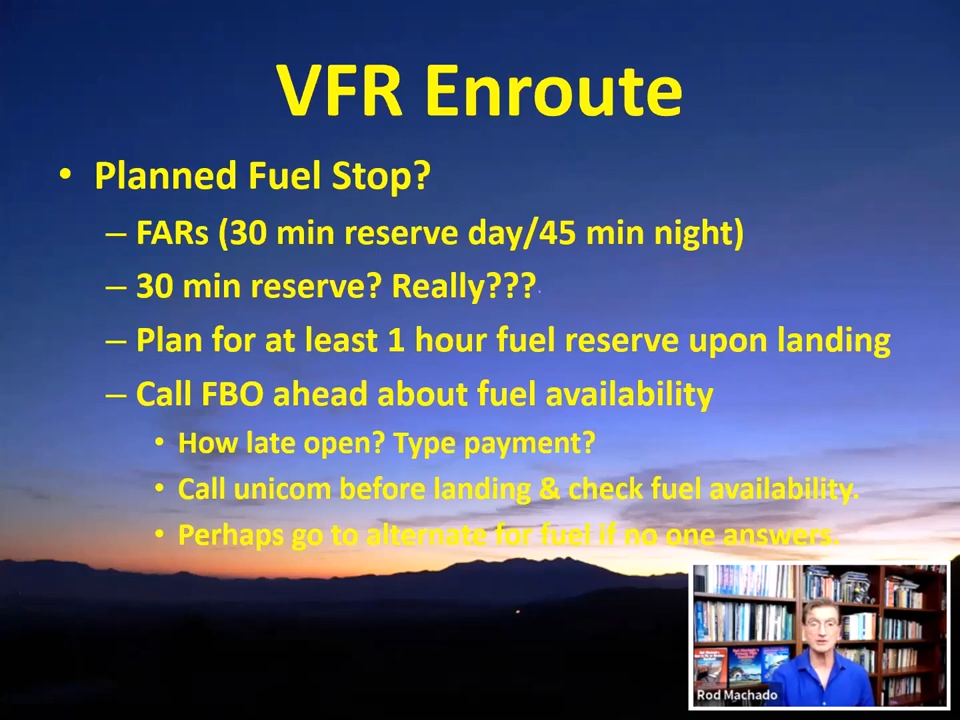 VFR Enroute
• Planned Fuel Stop?
– FARs (30 min reserve day/45 min night)
– 30 min reserve? Really???
– Plan for at least 1 hour fuel reserve upon landing
– Call FBO ahead about fuel availability
• How late open? Type payment?
• Call unicom before landing & check fuel availability.
• Perhaps go to alternate for fuel if no one answers.
Rod Machado